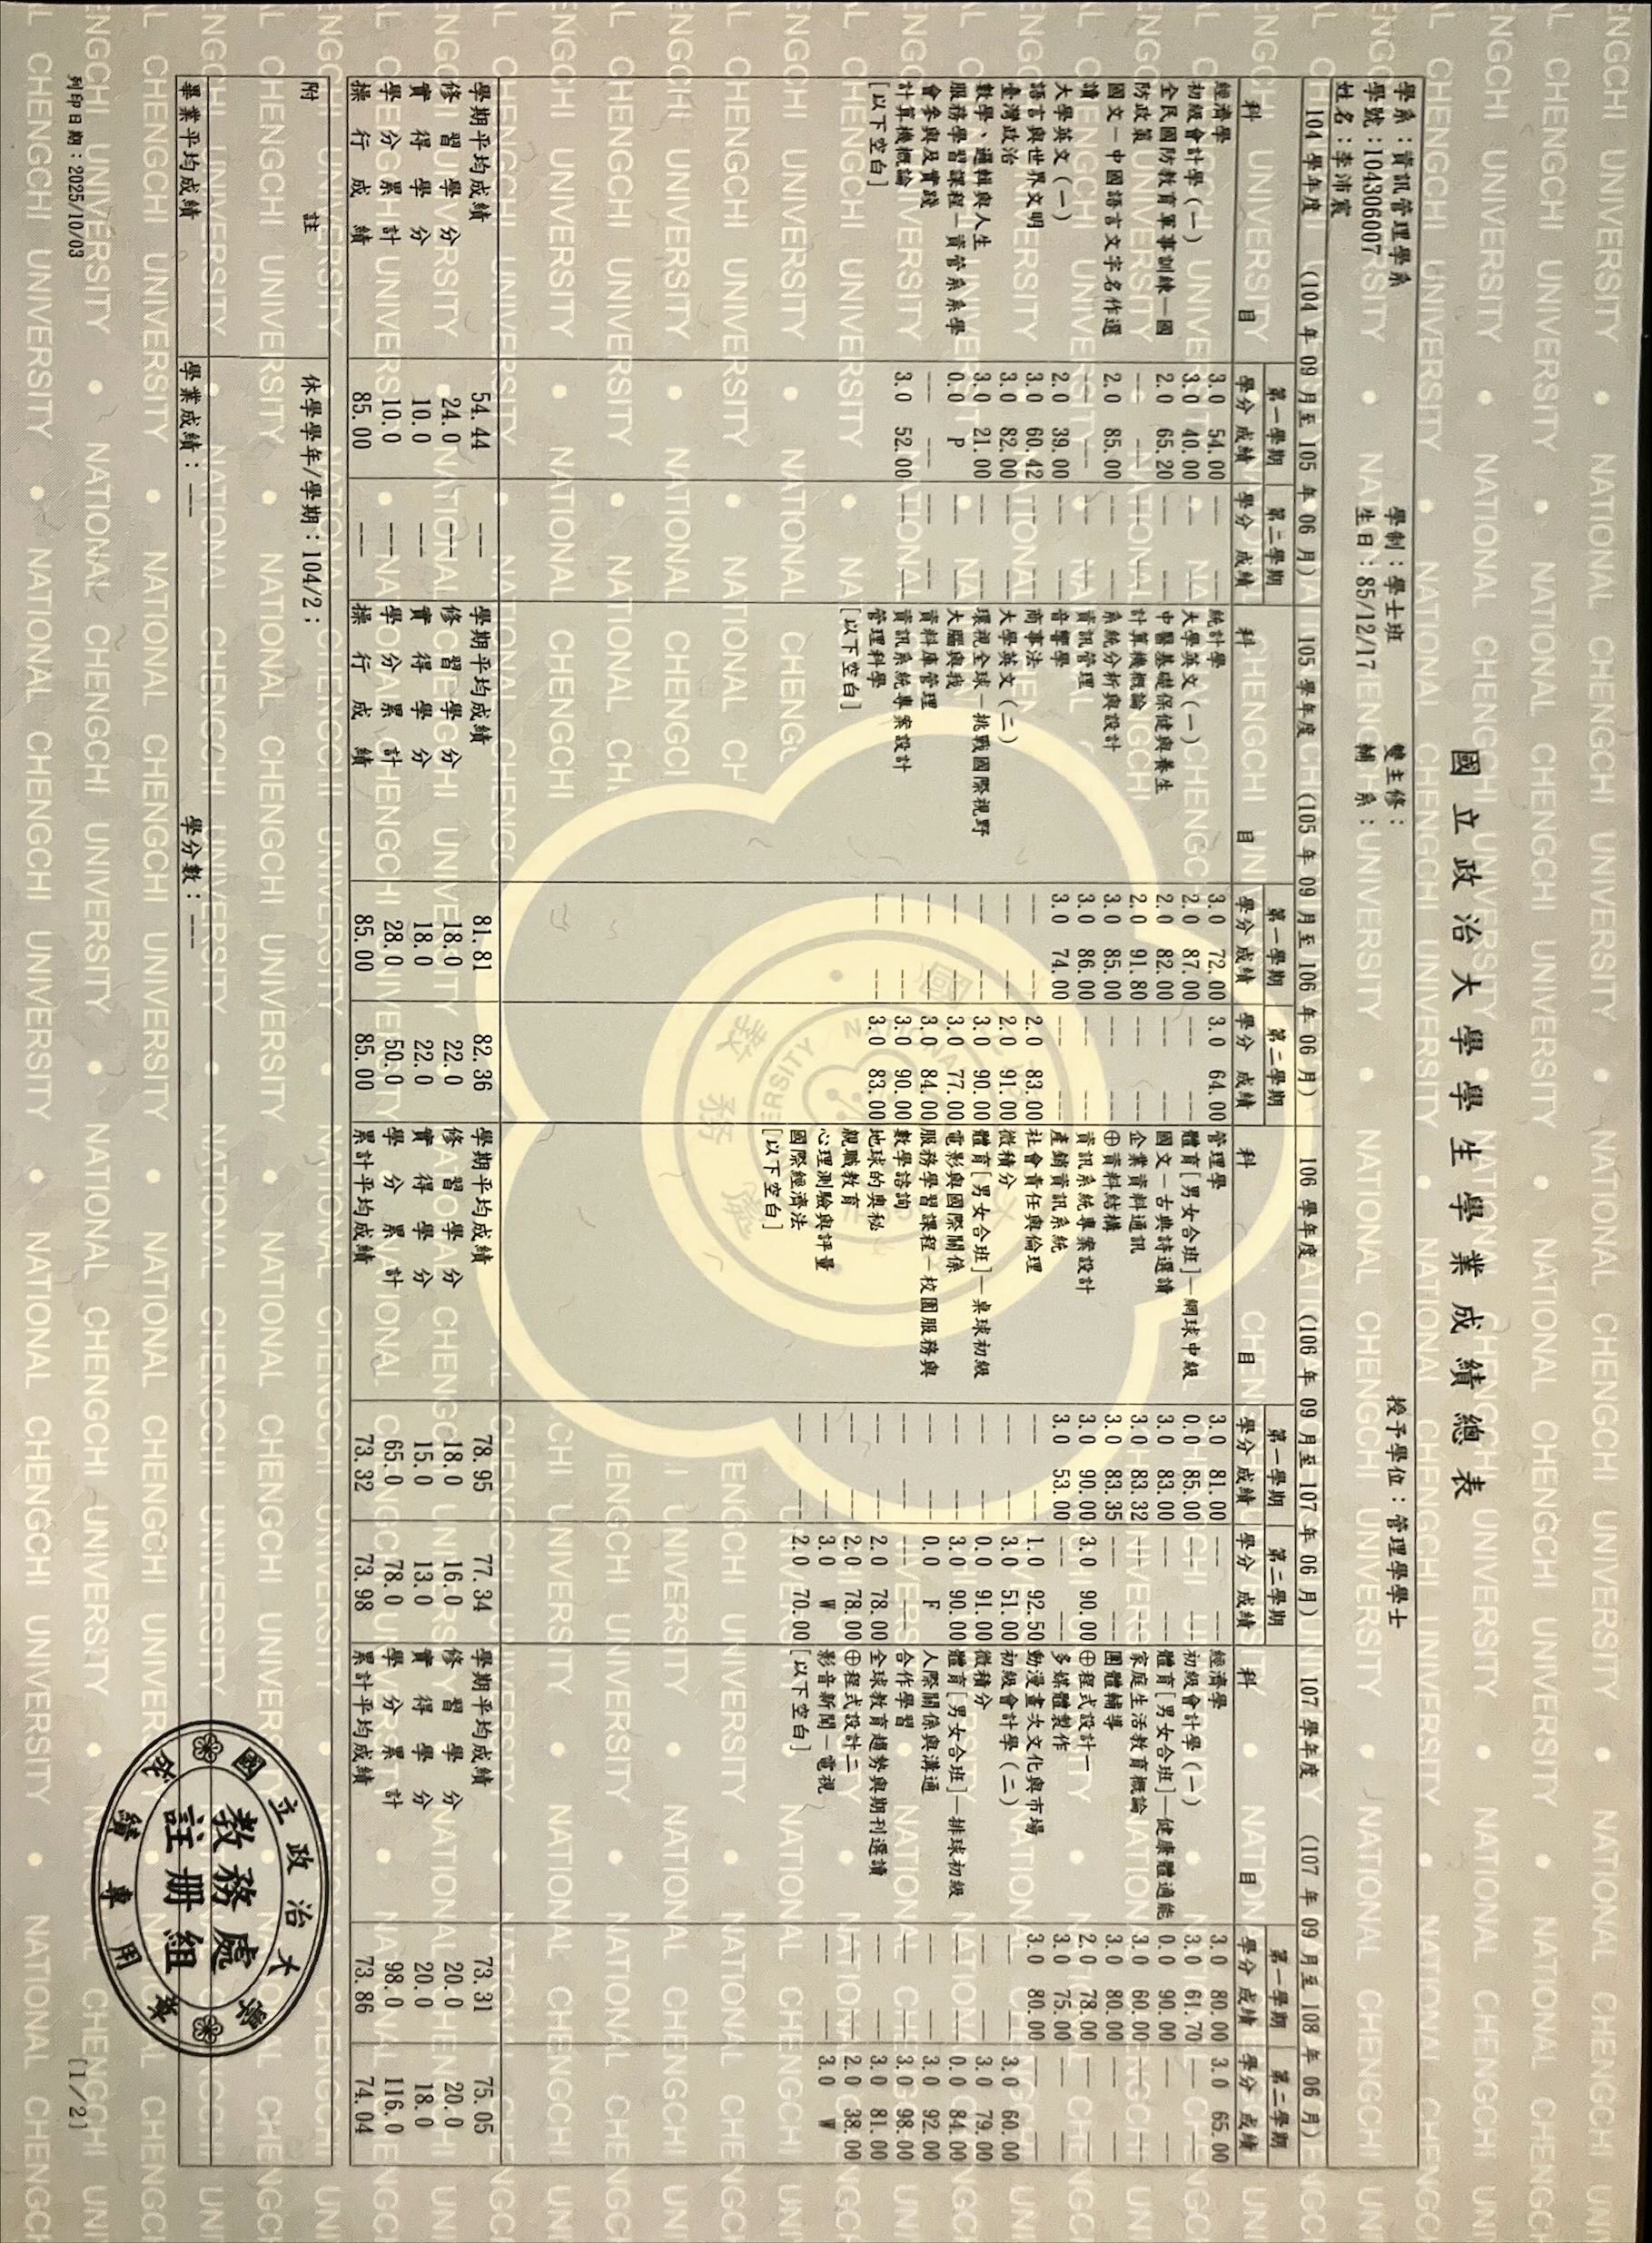 國立政治大學學生學業成績總表
學系：資訊管理學系 學制：學士班 雙主修： 授予學位：管理學學士
學號：104306007 生日：85/12/17 輔系：
姓名：李沛宸
104 學年度 (104 年 09 月至 105 年 06 月) 105 學年度 (105 年 09 月至 106 年 06 月) 106 學年度 (106 年 09 月至 107 年 06 月) 107 學年度 (107 年 09 月至 108 年 06 月)
科目 第一學期 第二學期 科目 第一學期 第二學期 科目 第一學期 第二學期 科目 第一學期 第二學期
學分 成績 學分 成績 學分 成績 學分 成績 學分 成績 學分 成績 學分 成績 學分 成績
經濟學 3.0 54.00 --- --- 統計學 3.0 72.00 3.0 64.00 管理學 3.0 81.00 --- --- 經濟學 3.0 80.00 3.0 65.00
初級會計學(一) 3.0 40.00 --- --- 大學英文(一) 2.0 87.00 --- --- 體育[男女合班]—網球中級 0.0 85.00 --- --- 初級會計學(一) 3.0 61.70 --- ---
全民國防教育軍事訓練—國 2.0 65.20 --- --- 中醫基礎保健與養生 2.0 82.00 --- --- 國文—古典詩選讀 3.0 83.00 --- --- 體育[男女合班]—健康體適能 0.0 90.00 --- ---
防政策 --- --- --- --- 計算機概論 2.0 91.80 --- --- 企業資料通訊 3.0 83.32 --- --- 家庭生活教育概論 3.0 60.00 --- ---
國文—中國語言文字名作選 2.0 85.00 --- --- 系統分析與設計 3.0 85.00 --- --- ⊕資料結構 3.0 83.35 --- --- 團體輔導 3.0 80.00 --- ---
讀 --- --- --- --- 資訊管理 3.0 86.00 --- --- 資訊系統專案設計 3.0 90.00 3.0 90.00 ⊕程式設計一 2.0 78.00 --- ---
大學英文(一) 2.0 39.00 --- --- 音響學 3.0 74.00 --- --- 產銷資訊系統 3.0 53.00 --- --- 多媒體製作 3.0 75.00 --- ---
語言與世界文明 3.0 60.42 --- --- 商事法 --- --- 2.0 83.00 社會責任與倫理 --- --- 1.0 92.50 動漫畫次文化與市場 3.0 80.00 --- ---
臺灣政治 3.0 82.00 --- --- 大學英文(二) --- --- 2.0 91.00 微積分 --- --- 3.0 51.00 初級會計學(二) --- --- 3.0 60.00
數學、邏輯與人生 3.0 21.00 --- --- 環視全球—挑戰國際視野 --- --- 3.0 90.00 體育[男女合班]—桌球初級 --- --- 0.0 91.00 微積分 --- --- 3.0 79.00
服務學習課程—資管系系學 0.0 P --- --- 大腦與我 --- --- 3.0 77.00 電影與國際關係 --- --- 3.0 90.00 體育[男女合班]—排球初級 --- --- 0.0 84.00
會參與及實踐 --- --- --- --- 資料庫管理 --- --- 3.0 84.00 服務學習課程—校園服務與 --- --- 0.0 F 人際關係與溝通 --- --- 3.0 92.00
計算機概論 3.0 52.00 --- --- 資訊系統專案設計 --- --- 3.0 90.00 數學諮詢 --- --- --- --- 合作學習 --- --- 3.0 98.00
[以下空白] 管理科學 --- --- 3.0 83.00 地球的奧秘 --- --- 2.0 78.00 全球教育趨勢與期刊選讀 --- --- 3.0 81.00
[以下空白] 親職教育 --- --- 2.0 78.00 ⊕程式設計二 --- --- 2.0 38.00
心理測驗與評量 --- --- 3.0 W 影音新聞—電視 --- --- 3.0 W
國際經濟法 --- --- 2.0 70.00 [以下空白]
[以下空白]
學期平均成績 54.44 --- 學期平均成績 81.81 82.36 學期平均成績 78.95 77.34 學期平均成績 73.31 75.05
修習學分 24.0 --- 修習學分 18.0 22.0 修習學分 18.0 16.0 修習學分 20.0 20.0
實得學分 10.0 --- 實得學分 18.0 22.0 實得學分 15.0 13.0 實得學分 20.0 18.0
學分累計 10.0 --- 學分累計 28.0 50.0 學分累計 65.0 78.0 學分累計 98.0 116.0
操行成績 85.00 --- 操行成績 85.00 85.00 累計平均成績 73.32 73.98 累計平均成績 73.86 74.04
附註 休學學年/學期：104/2；
畢業平均成績 學業成績：--- 學分數：---
國立政治大學
教務處
註冊組
成績專用章
列印日期：2025/10/03 [1/2]
NATIONAL CHENGCHI UNIVERSITY